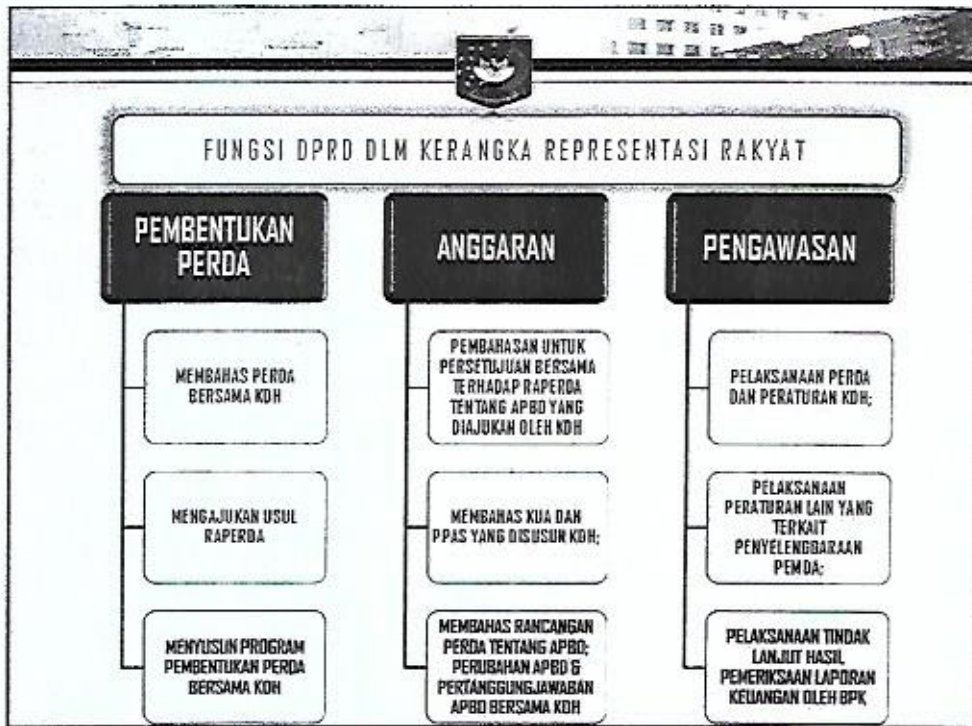 FUNGSI DPRD DLM KERANGKA REPRESENTASI RAKYAT
PEMBENTUKAN
PERDA
MEMBAHAS PERDA
BERSAMA KDH
MENGAJUKAN USUL
RAPERDA
MENYUSUN PROGRAM
PEMBENTUKAN PERDA
BERSAMA KDH
ANGGARAN
PEMBAHASAN UNTUK
PERSETUJUAN BERSAMA
TERHADAP RAPERDA
TENTANG APBD YANG
DIAJUKAN OLEH KDH
MEMBAHAS KUA DAN
PPAS YANG DISUSUN KDH;
MEMBAHAS RANCANGAN
PERDA TENTANG APBD;
PERUBAHAN APBD &
PERTANGGUNGJAWABAN
APBD BERSAMA KDH
PENGAWASAN
PELAKSANAAN PERDA
DAN PERATURAN KDH;
PELAKSANAAN
PERATURAN LAIN YANG
TERKAIT
PENYELENGGARAAN
PEMDA;
PELAKSANAAN TINDAK
LANJUT HASIL
PEMERIKSAAN LAPORAN
KEUANGAN OLEH BPK